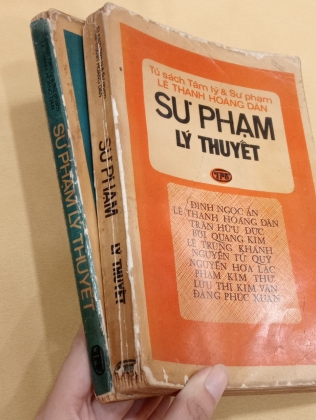 Tủ sách Tâm lý & Sư phạm
LÊ THANH HOÀNG DÂN
SƯ PHẠM
LÝ THUYẾT
ĐINH NGỌC ẨN
LÊ THANH HOÀNG DÂN
TRẦN HỮU ĐỨC
BÙI QUANG KIM
LÊ TRUNG KHÁNH
NGUYỄN TỬ QUÝ
NGUYỄN HÒA LẠC
PHẠM KIM THƯ
LƯU THỊ KIM VÂN
ĐẶNG PHÚC XUÂN
SƯ PHẠM LÝ THUYẾT
SƯ PHẠM
LÝ THUYẾT